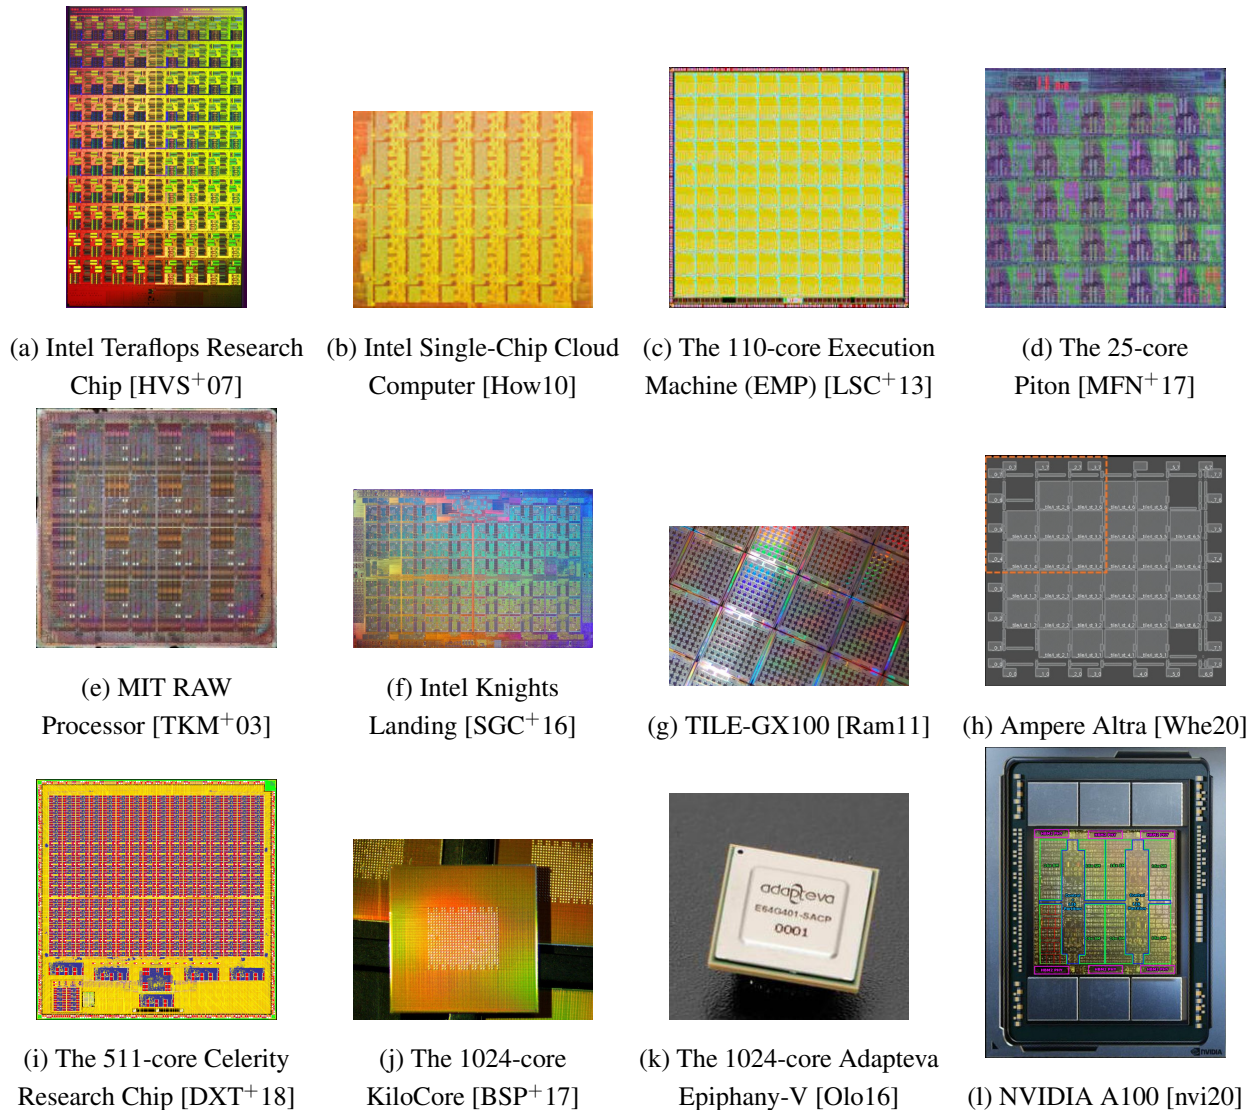 (a) Intel Teraflops Research
Chip [HVS+07]
(b) Intel Single-Chip Cloud
Computer [How10]
(c) The 110-core Execution
Machine (EMP) [LSC+13]
(d) The 25-core
Piton [MFN+17]
(e) MIT RAW
Processor [TKM+03]
(f) Intel Knights
Landing [SGC+16]
(g) TILE-GX100 [Ram11]
(h) Ampere Altra [Whe20]
adapteva
E64G401-SACP
0001
NVIDIA
(i) The 511-core Celerity
Research Chip [DXT+18]
(j) The 1024-core
KiloCore [BSP+17]
(k) The 1024-core Adapteva
Epiphany-V [Olo16]
(l) NVIDIA A100 [nvi20]